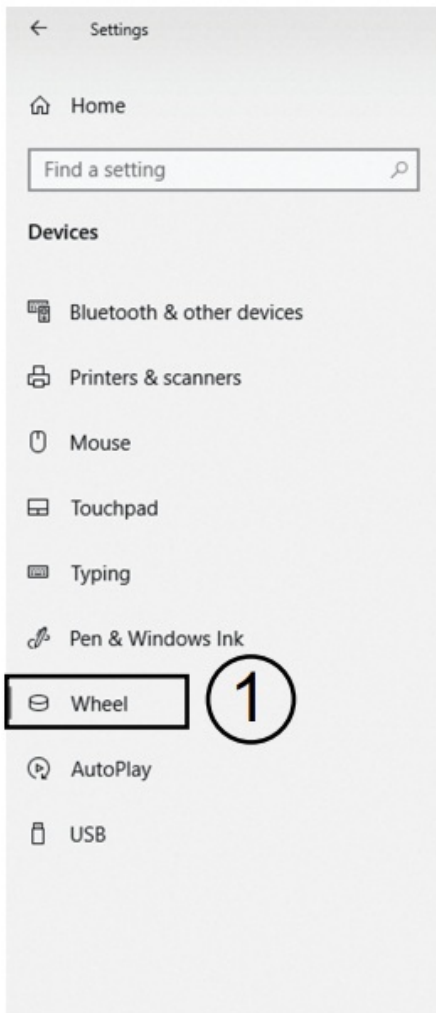 Settings
Home
Find a setting
Devices
Bluetooth & other devices
Printers & scanners
Mouse
Touchpad
Typing
Pen & Windows Ink
Wheel 1
AutoPlay
USB